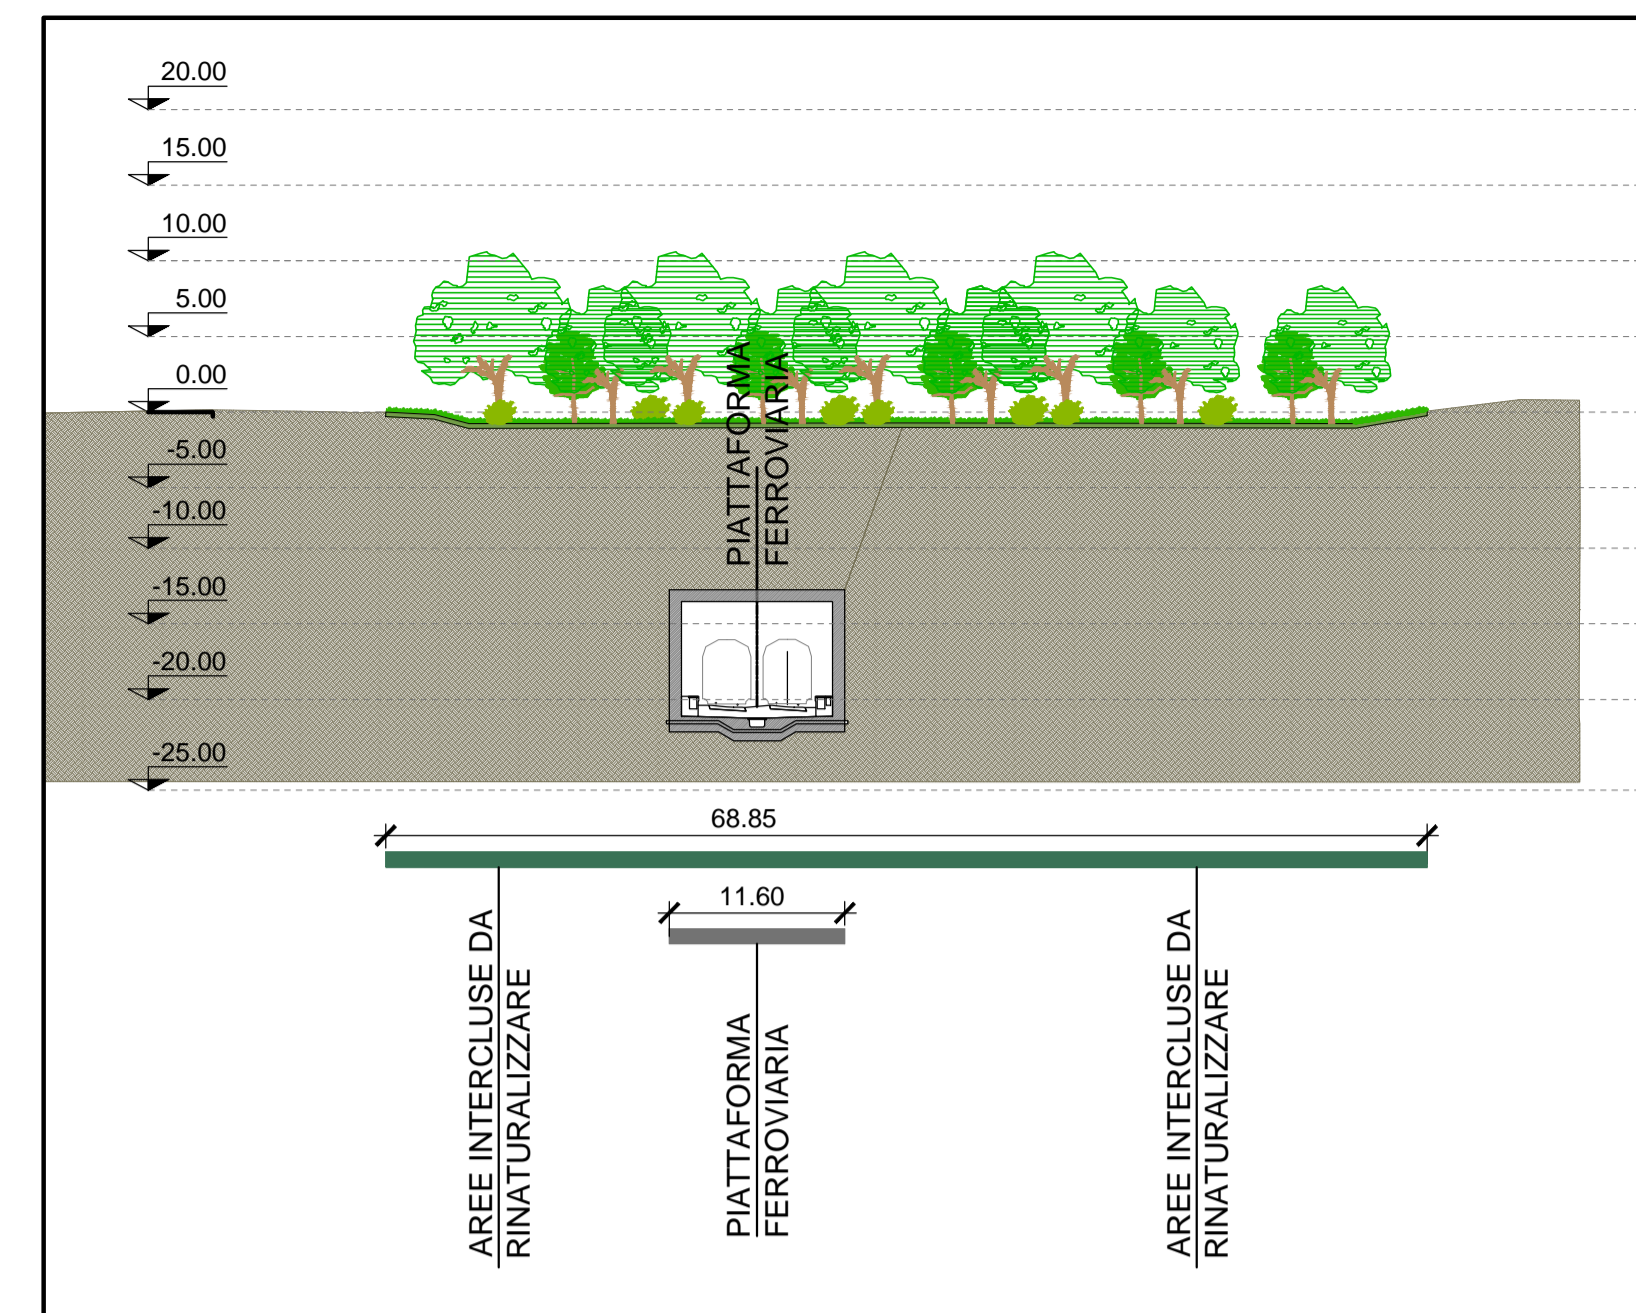 20.00
15.00
10.00
5.00
0.00
-5.00
-10.00
-15.00
-20.00
-25.00
PIATTAFORMA
FERROVIARIA
68.85
11.60
AREE INTERCLUSE DA
RINATURALIZZARE
PIATTAFORMA
FERROVIARIA
AREE INTERCLUSE DA
RINATURALIZZARE